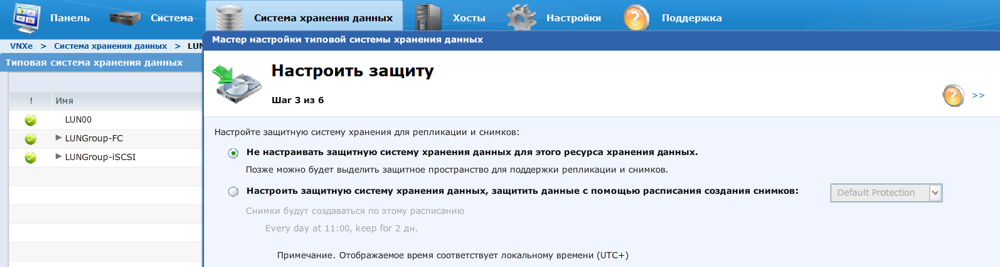 Панель Система Система хранения данных Хосты Настройки Поддержка
VNXe > Система хранения данных > LUN
Типовая система хранения данных
! Имя
LUN00
LUNGroup-FC
LUNGroup-iSCSI
Мастер настройки типовой системы хранения данных
Настроить защиту
Шаг 3 из 6
? >>
Настройте защитную систему хранения для репликации и снимков:
Не настраивать защитную систему хранения данных для этого ресурса хранения данных.
Позже можно будет выделить защитное пространство для поддержки репликации и снимков.
Настроить защитную систему хранения данных, защитить данные с помощью расписания создания снимков: Default Protection
Снимки будут создаваться по этому расписанию
Every day at 11:00, keep for 2 дн.
Примечание. Отображаемое время соответствует локальному времени (UTC+)